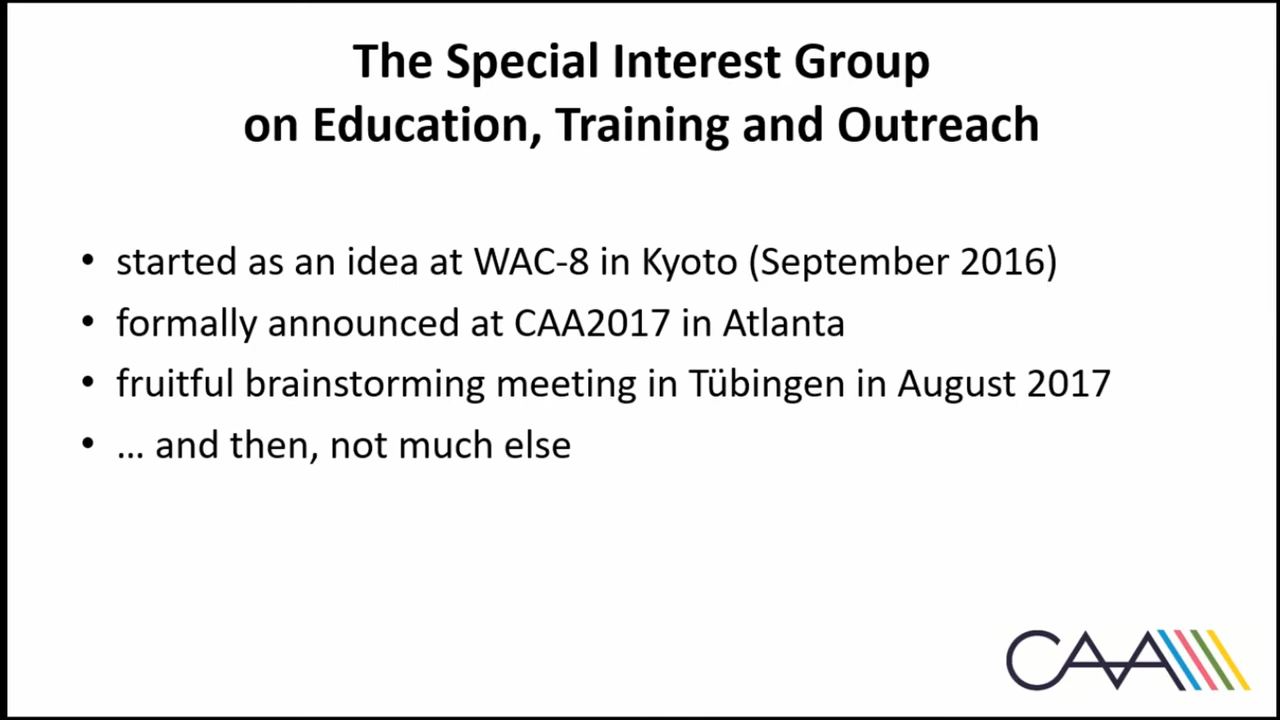 The Special Interest Group
on Education, Training and Outreach
• started as an idea at WAC-8 in Kyoto (September 2016)
• formally announced at CAA2017 in Atlanta
• fruitful brainstorming meeting in Tübingen in August 2017
• … and then, not much else
CAA